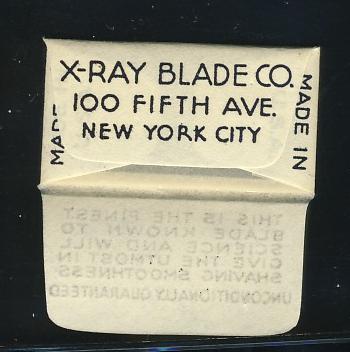 X-RAY BLADE CO.
100 FIFTH AVE.
NEW YORK CITY
MADE
MADE IN
THIS IS THE FINEST
BLADE KNOWN TO
SCIENCE AND WILL
GIVE THE UTMOST IN
SHAVING SMOOTHNESS
UNCONDITIONALLY GUARANTEED